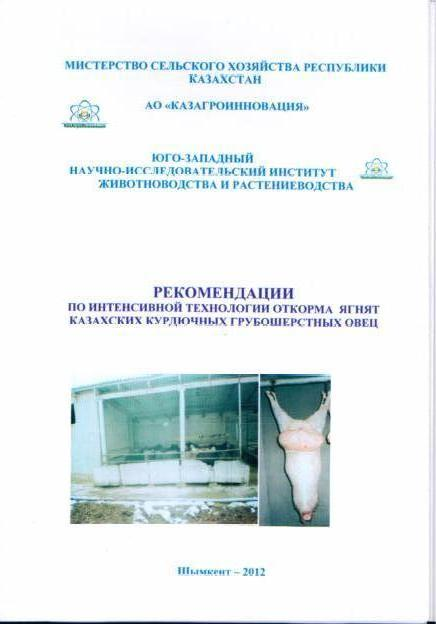 МИСТЕРСТВО СЕЛЬСКОГО ХОЗЯЙСТВА РЕСПУБЛИКИ
КАЗАХСТАН
АО «КАЗАГРОИННОВАЦИЯ»
ЮГО-ЗАПАДНЫЙ
НАУЧНО-ИССЛЕДОВАТЕЛЬСКИЙ ИНСТИТУТ
ЖИВОТНОВОДСТВА И РАСТЕНИЕВОДСТВА
РЕКОМЕНДАЦИИ
ПО ИНТЕНСИВНОЙ ТЕХНОЛОГИИ ОТКОРМА ЯГНЯТ
КАЗАХСКИХ КУРДЮЧНЫХ ГРУБОШЕРСТНЫХ ОВЕЦ
Шымкент – 2012